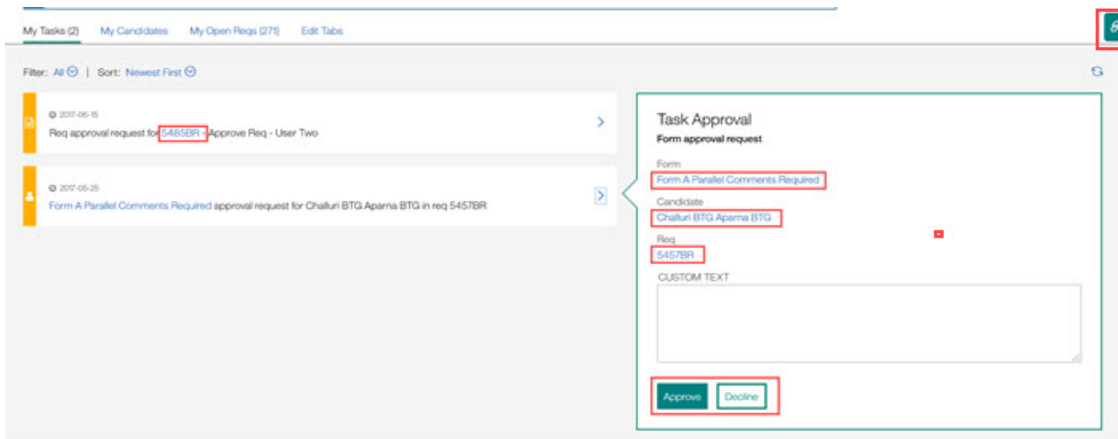 My Tasks (2) My Candidates My Open Reqs (271) Edit Tabs
Filter: All | Sort: Newest First
2017-06-15
Req approval request for 5485BR - Approve Req - User Two
2017-05-25
Form A Parallel Comments Required approval request for Challuri BTG Aparna BTG in req 5457BR
Task Approval
Form approval request
Form
Form A Parallel Comments Required
Candidate
Challuri BTG Aparna BTG
Req
5457BR
CUSTOM TEXT
Approve Decline